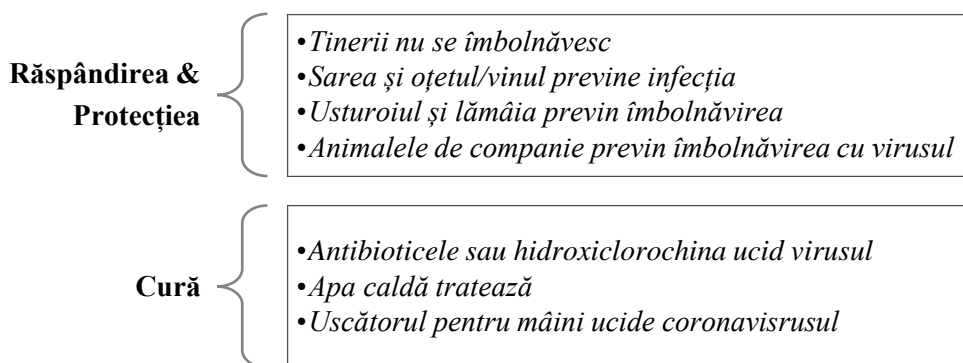 Răspândirea &
Protecțiea
•Tinerii nu se îmbolnăvesc
•Sarea și oțetul/vinul previne infecția
•Usturoiul și lămâia previn îmbolnăvirea
•Animalele de companie previn îmbolnăvirea cu virusul
Cură
•Antibioticele sau hidroxiclorochina ucid virusul
•Apa caldă tratează
•Uscătorul pentru mâini ucide coronavisrusul